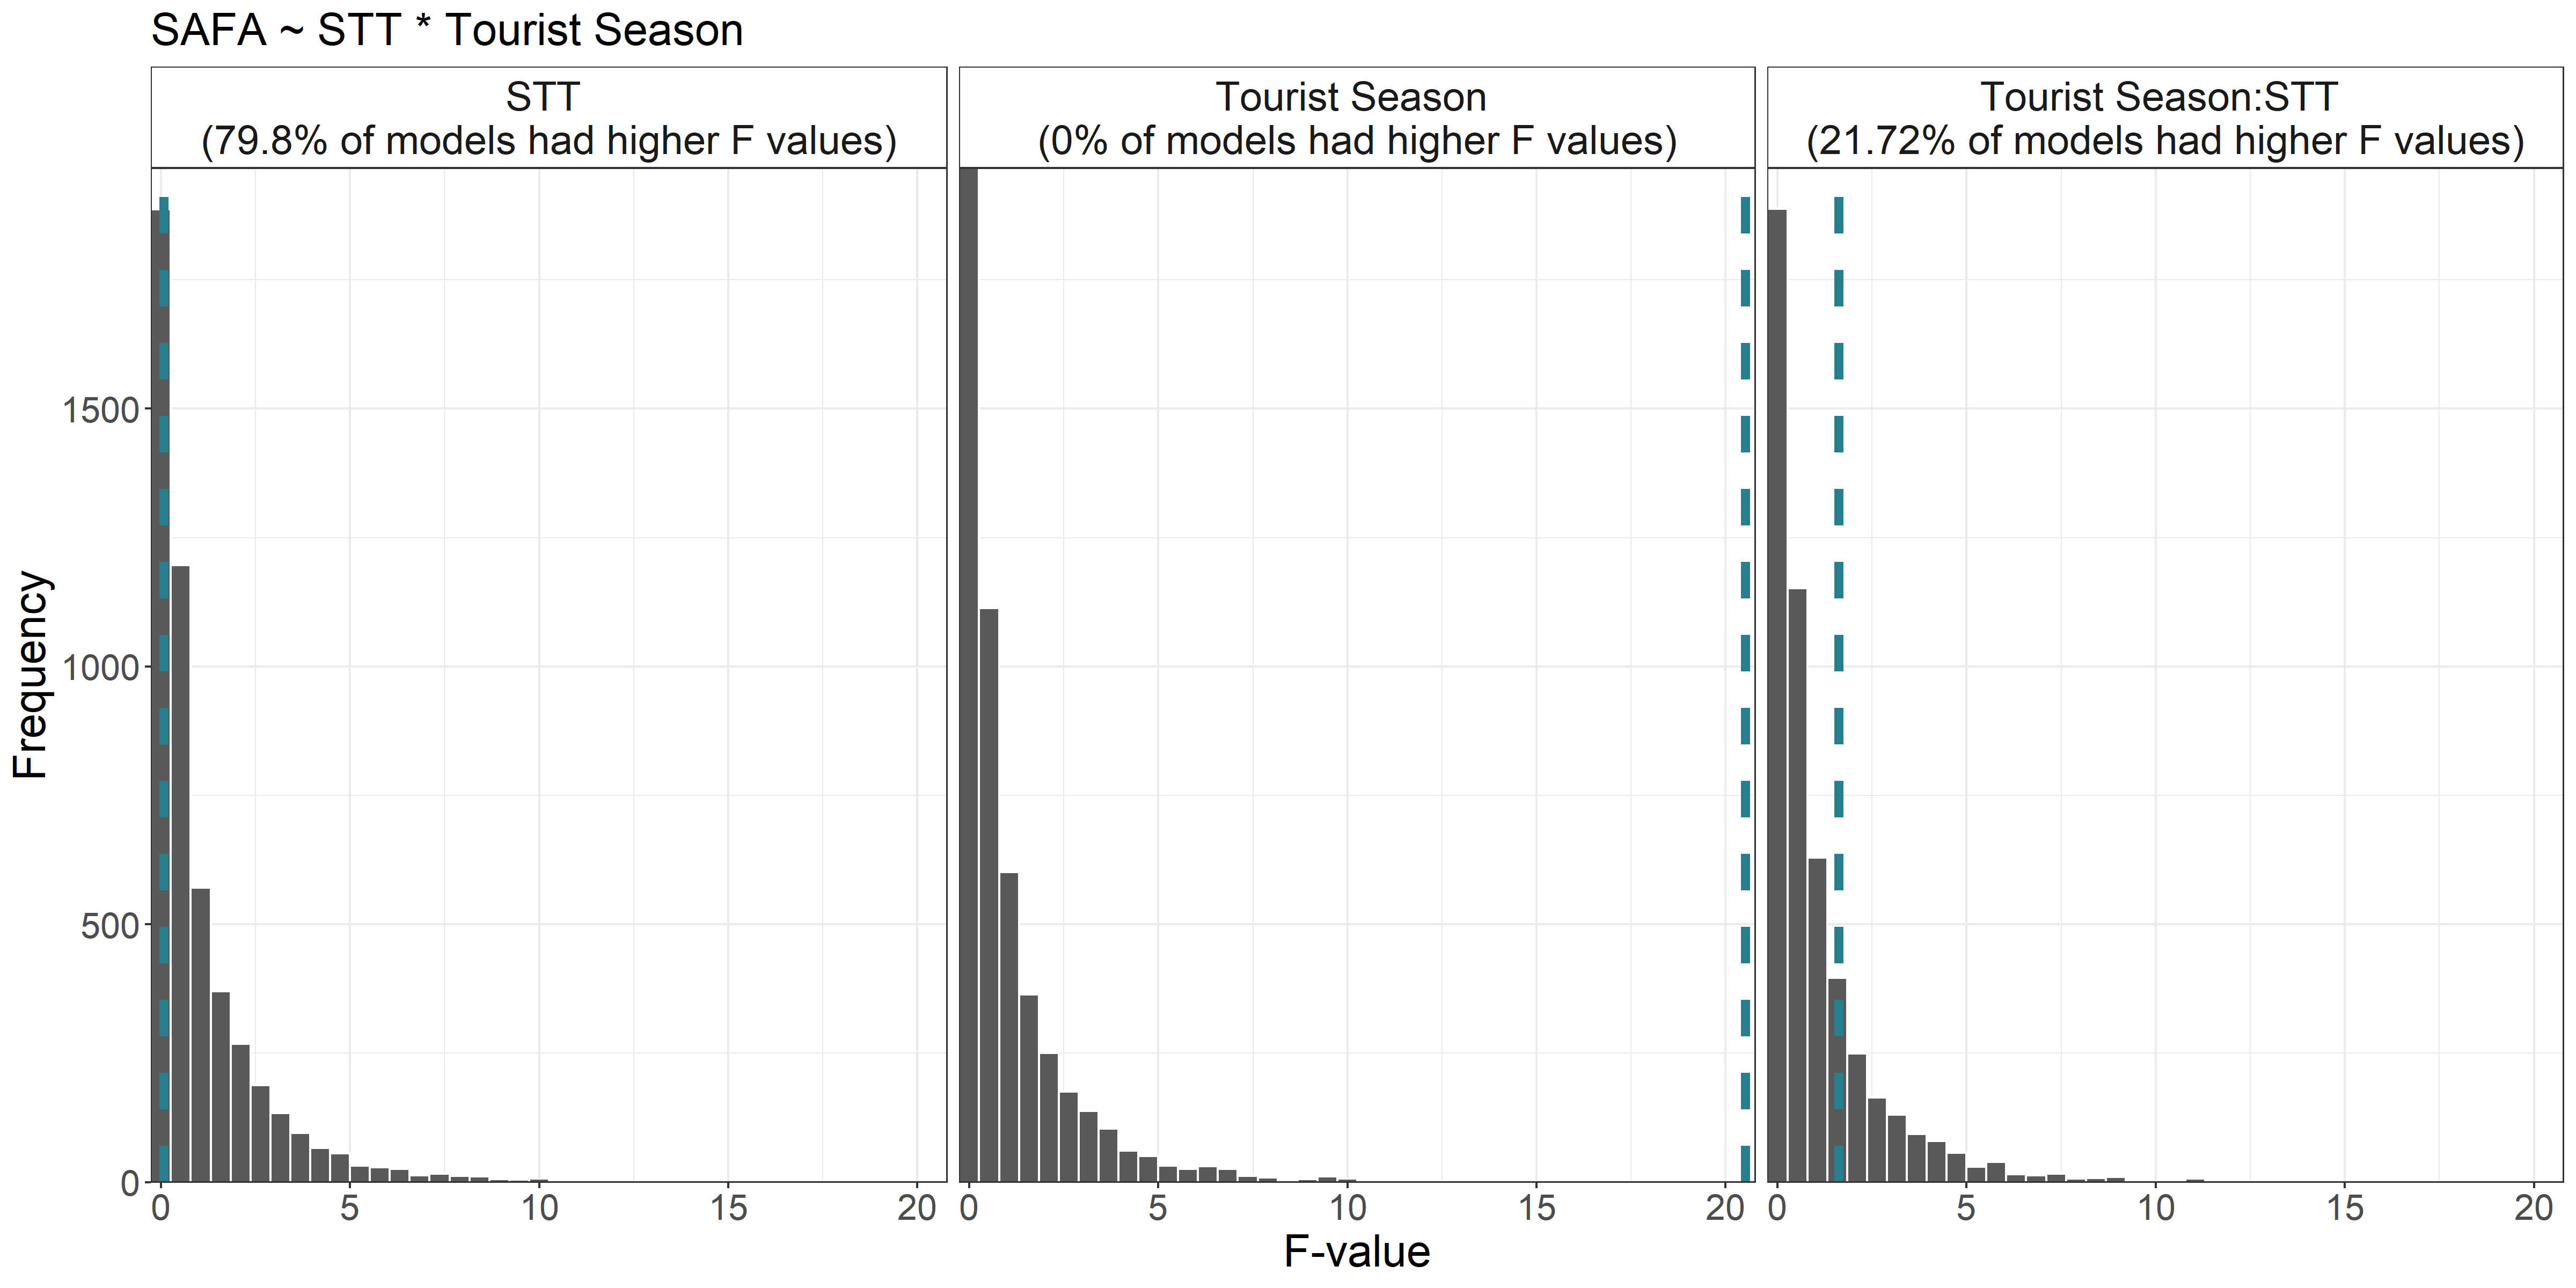 SAFA ~ STT * Tourist Season
STT
(79.8% of models had higher F values)
Tourist Season
(0% of models had higher F values)
Tourist Season:STT
(21.72% of models had higher F values)
Frequency
1500
1000
500
0
0 5 10 15 20
0 5 10 15 20
0 5 10 15 20
F-value